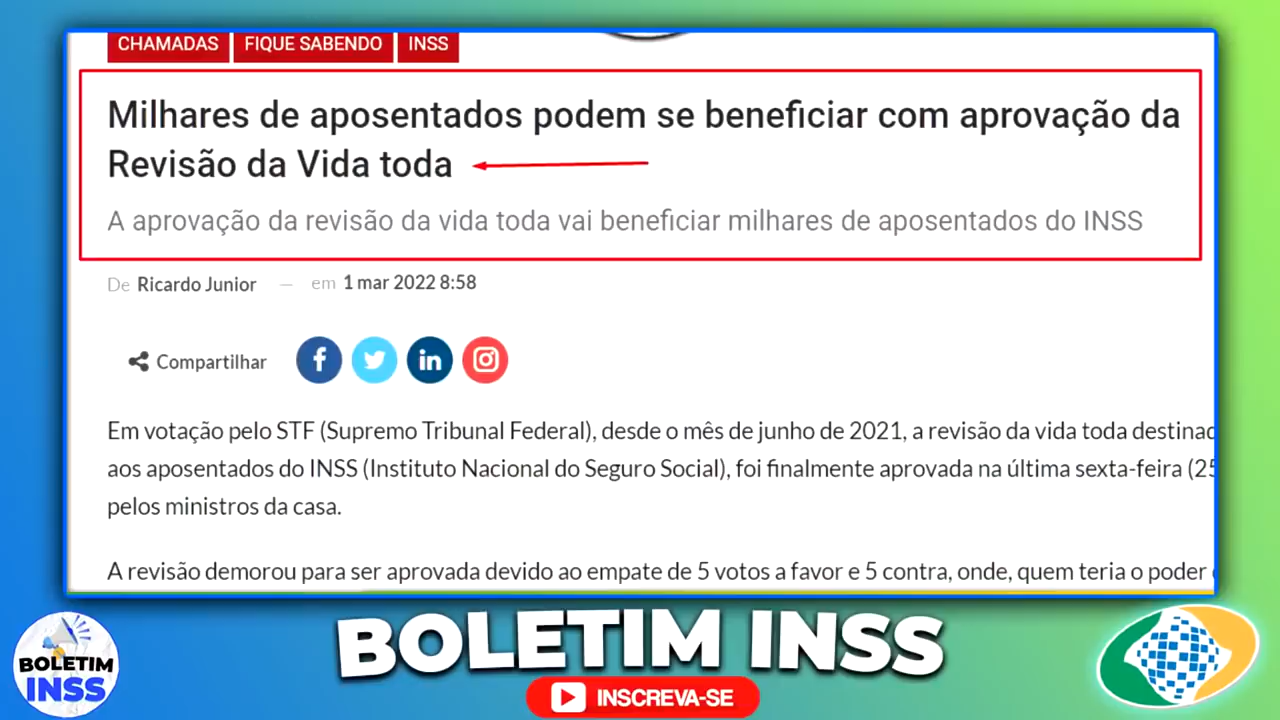 CHAMADAS FIQUE SABENDO INSS
Milhares de aposentados podem se beneficiar com aprovação da
Revisão da Vida toda
A aprovação da revisão da vida toda vai beneficiar milhares de aposentados do INSS
De Ricardo Junior — em 1 mar 2022 8:58
Compartilhar
Em votação pelo STF (Supremo Tribunal Federal), desde o mês de junho de 2021, a revisão da vida toda destinad
aos aposentados do INSS (Instituto Nacional do Seguro Social), foi finalmente aprovada na última sexta-feira (25
pelos ministros da casa.
A revisão demorou para ser aprovada devido ao empate de 5 votos a favor e 5 contra, onde, quem teria o poder
BOLETIM INSS
INSCREVA-SE
BOLETIM
INSS